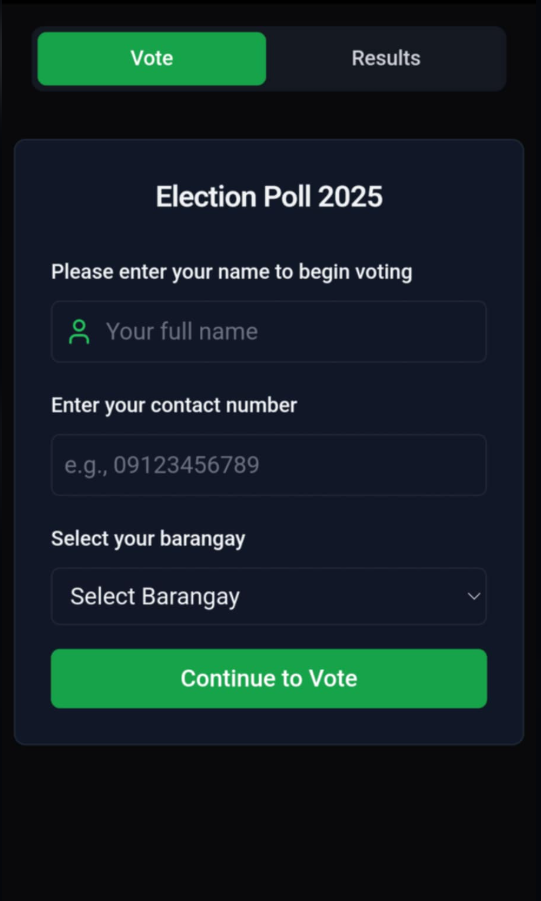 Vote
Results
Election Poll 2025
Please enter your name to begin voting
Your full name
Enter your contact number
e.g., 09123456789
Select your barangay
Select Barangay
Continue to Vote